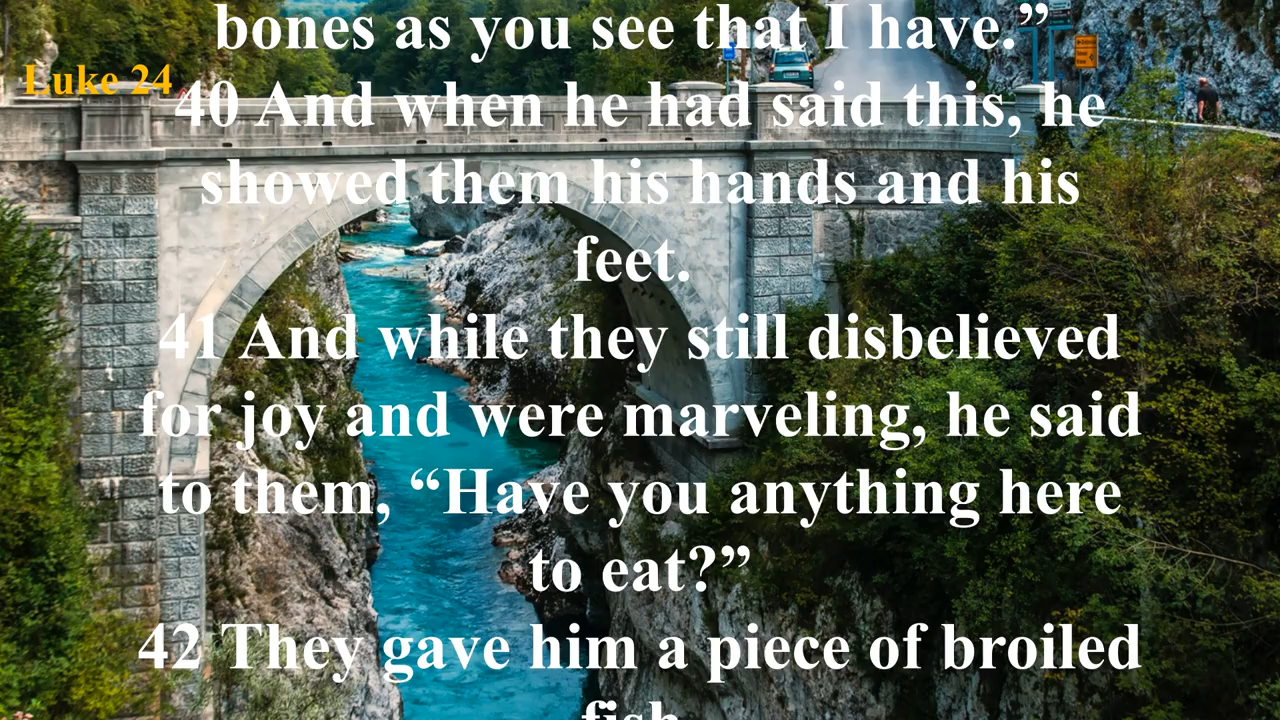 bones as you see that I have.”
Luke 24
40 And when he had said this, he
showed them his hands and his
feet.
41 And while they still disbelieved
for joy and were marveling, he said
to them, “Have you anything here
to eat?”
42 They gave him a piece of broiled
fish